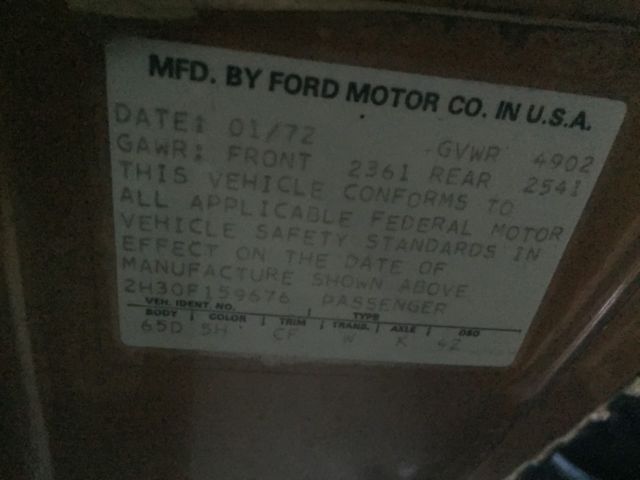 MFD. BY FORD MOTOR CO. IN U.S.A.
DATE: 01/72 GVWR 4902
GAWR: FRONT 2361 REAR 2541
THIS VEHICLE CONFORMS TO
ALL APPLICABLE FEDERAL MOTOR
VEHICLE SAFETY STANDARDS IN
EFFECT ON THE DATE OF
MANUFACTURE SHOWN ABOVE
2H30F159676 PASSENGER
VEH. IDENT. NO. TYPE
BODY COLOR TRIM TRANS. AXLE DSO
65D 5H CF W K 42